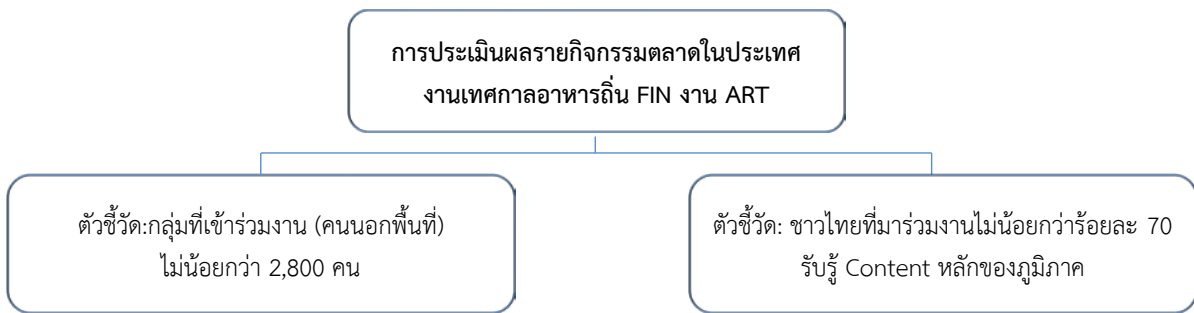 การประเมินผลรายกิจกรรมตลาดในประเทศ
งานเทศกาลอาหารถิ่น FIN งาน ART
ตัวชี้วัด:กลุ่มที่เข้าร่วมงาน (คนนอกพื้นที่)
ไม่น้อยกว่า 2,800 คน
ตัวชี้วัด: ชาวไทยที่มาร่วมงานไม่น้อยกว่าร้อยละ 70
รับรู้ Content หลักของภูมิภาค